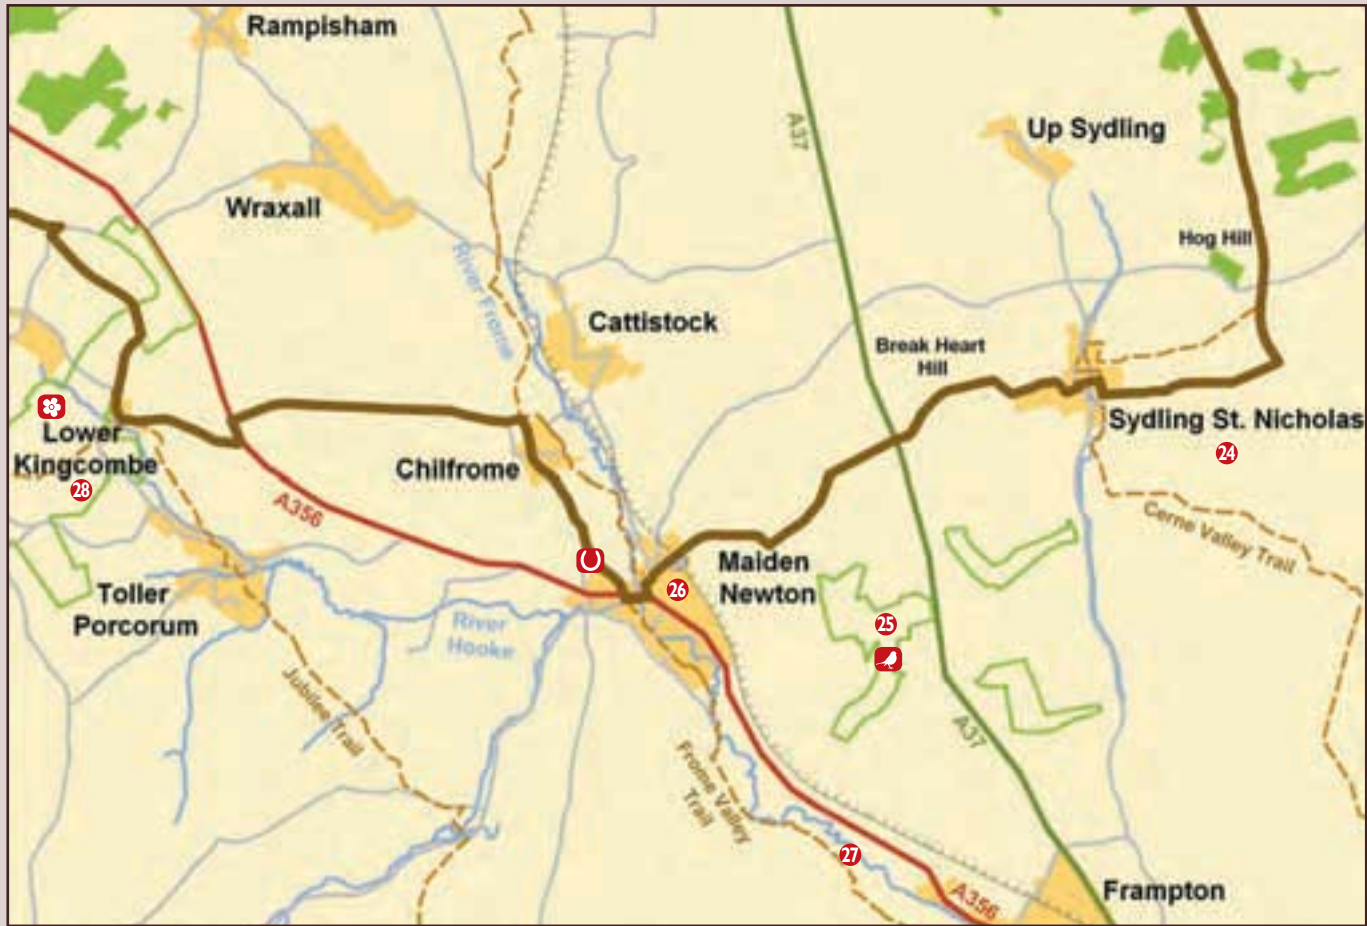 Rampisham
A37
Up Sydling
Wraxall
Hog Hill
River Frome
Cattistock
Break Heart
Hill
Sydling St. Nicholas
24
Lower
Kingcombe
28
Chilfrome
A356
Cerne Valley Trail
Maiden
Newton
26
Toller
Porcorum
River
Hooke
25
Jubilee Trail
A37
Frome Valley
Trail
27
A356
Frampton